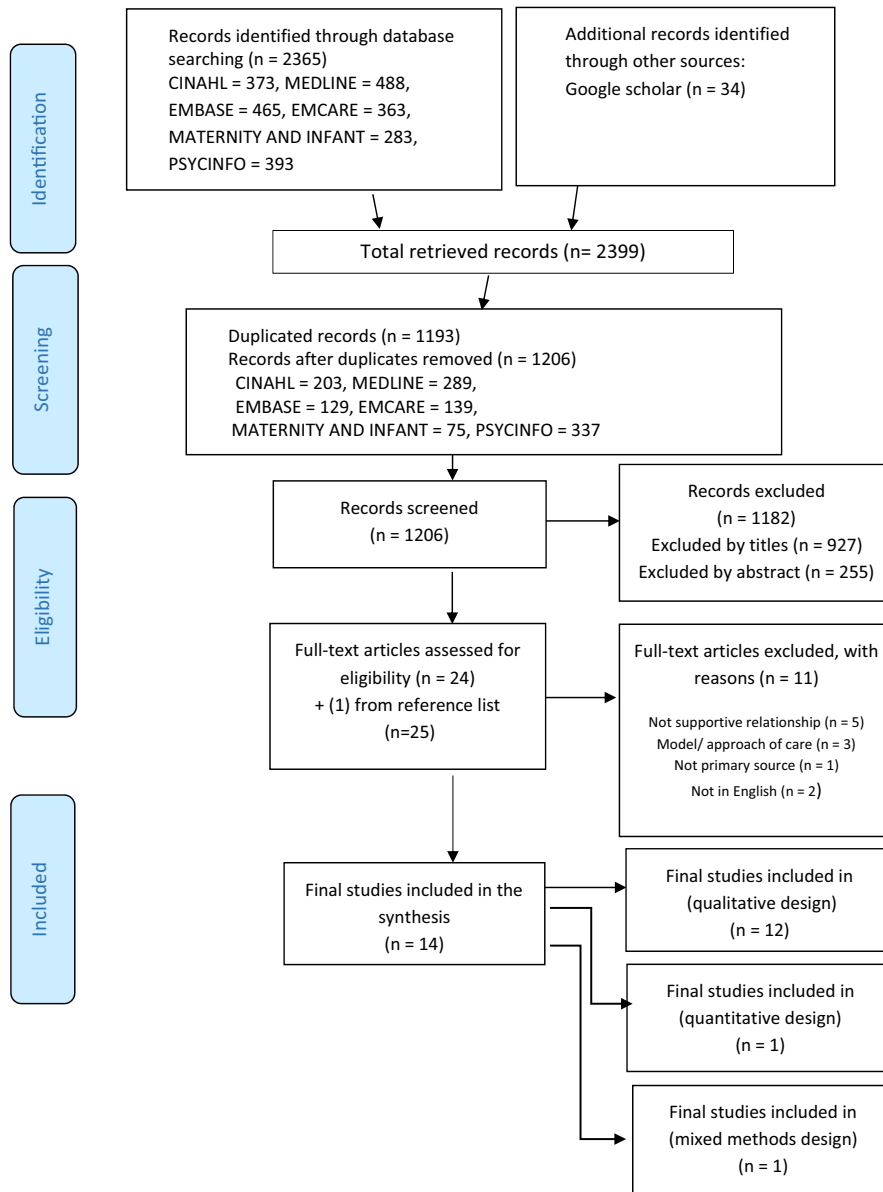 Identification
Records identified through database
searching (n = 2365)
CINAHL = 373, MEDLINE = 488,
EMBASE = 465, EMCARE = 363,
MATERNITY AND INFANT = 283,
PSYCINFO = 393
Additional records identified
through other sources:
Google scholar (n = 34)
Total retrieved records (n= 2399)
Screening
Duplicated records (n = 1193)
Records after duplicates removed (n = 1206)
CINAHL = 203, MEDLINE = 289,
EMBASE = 129, EMCARE = 139,
MATERNITY AND INFANT = 75, PSYCINFO = 337
Records screened
(n = 1206)
Records excluded
(n = 1182)
Excluded by titles (n = 927)
Excluded by abstract (n = 255)
Eligibility
Full-text articles assessed for
eligibility (n = 24)
+ (1) from reference list
(n=25)
Full-text articles excluded, with
reasons (n = 11)
Not supportive relationship (n = 5)
Model/ approach of care (n = 3)
Not primary source (n = 1)
Not in English (n = 2)
Included
Final studies included in the
synthesis
(n = 14)
Final studies included in
(qualitative design)
n = 12)
Final studies included in
(quantitative design)
(n = 1)
Final studies included in
(mixed methods design)
(n = 1)